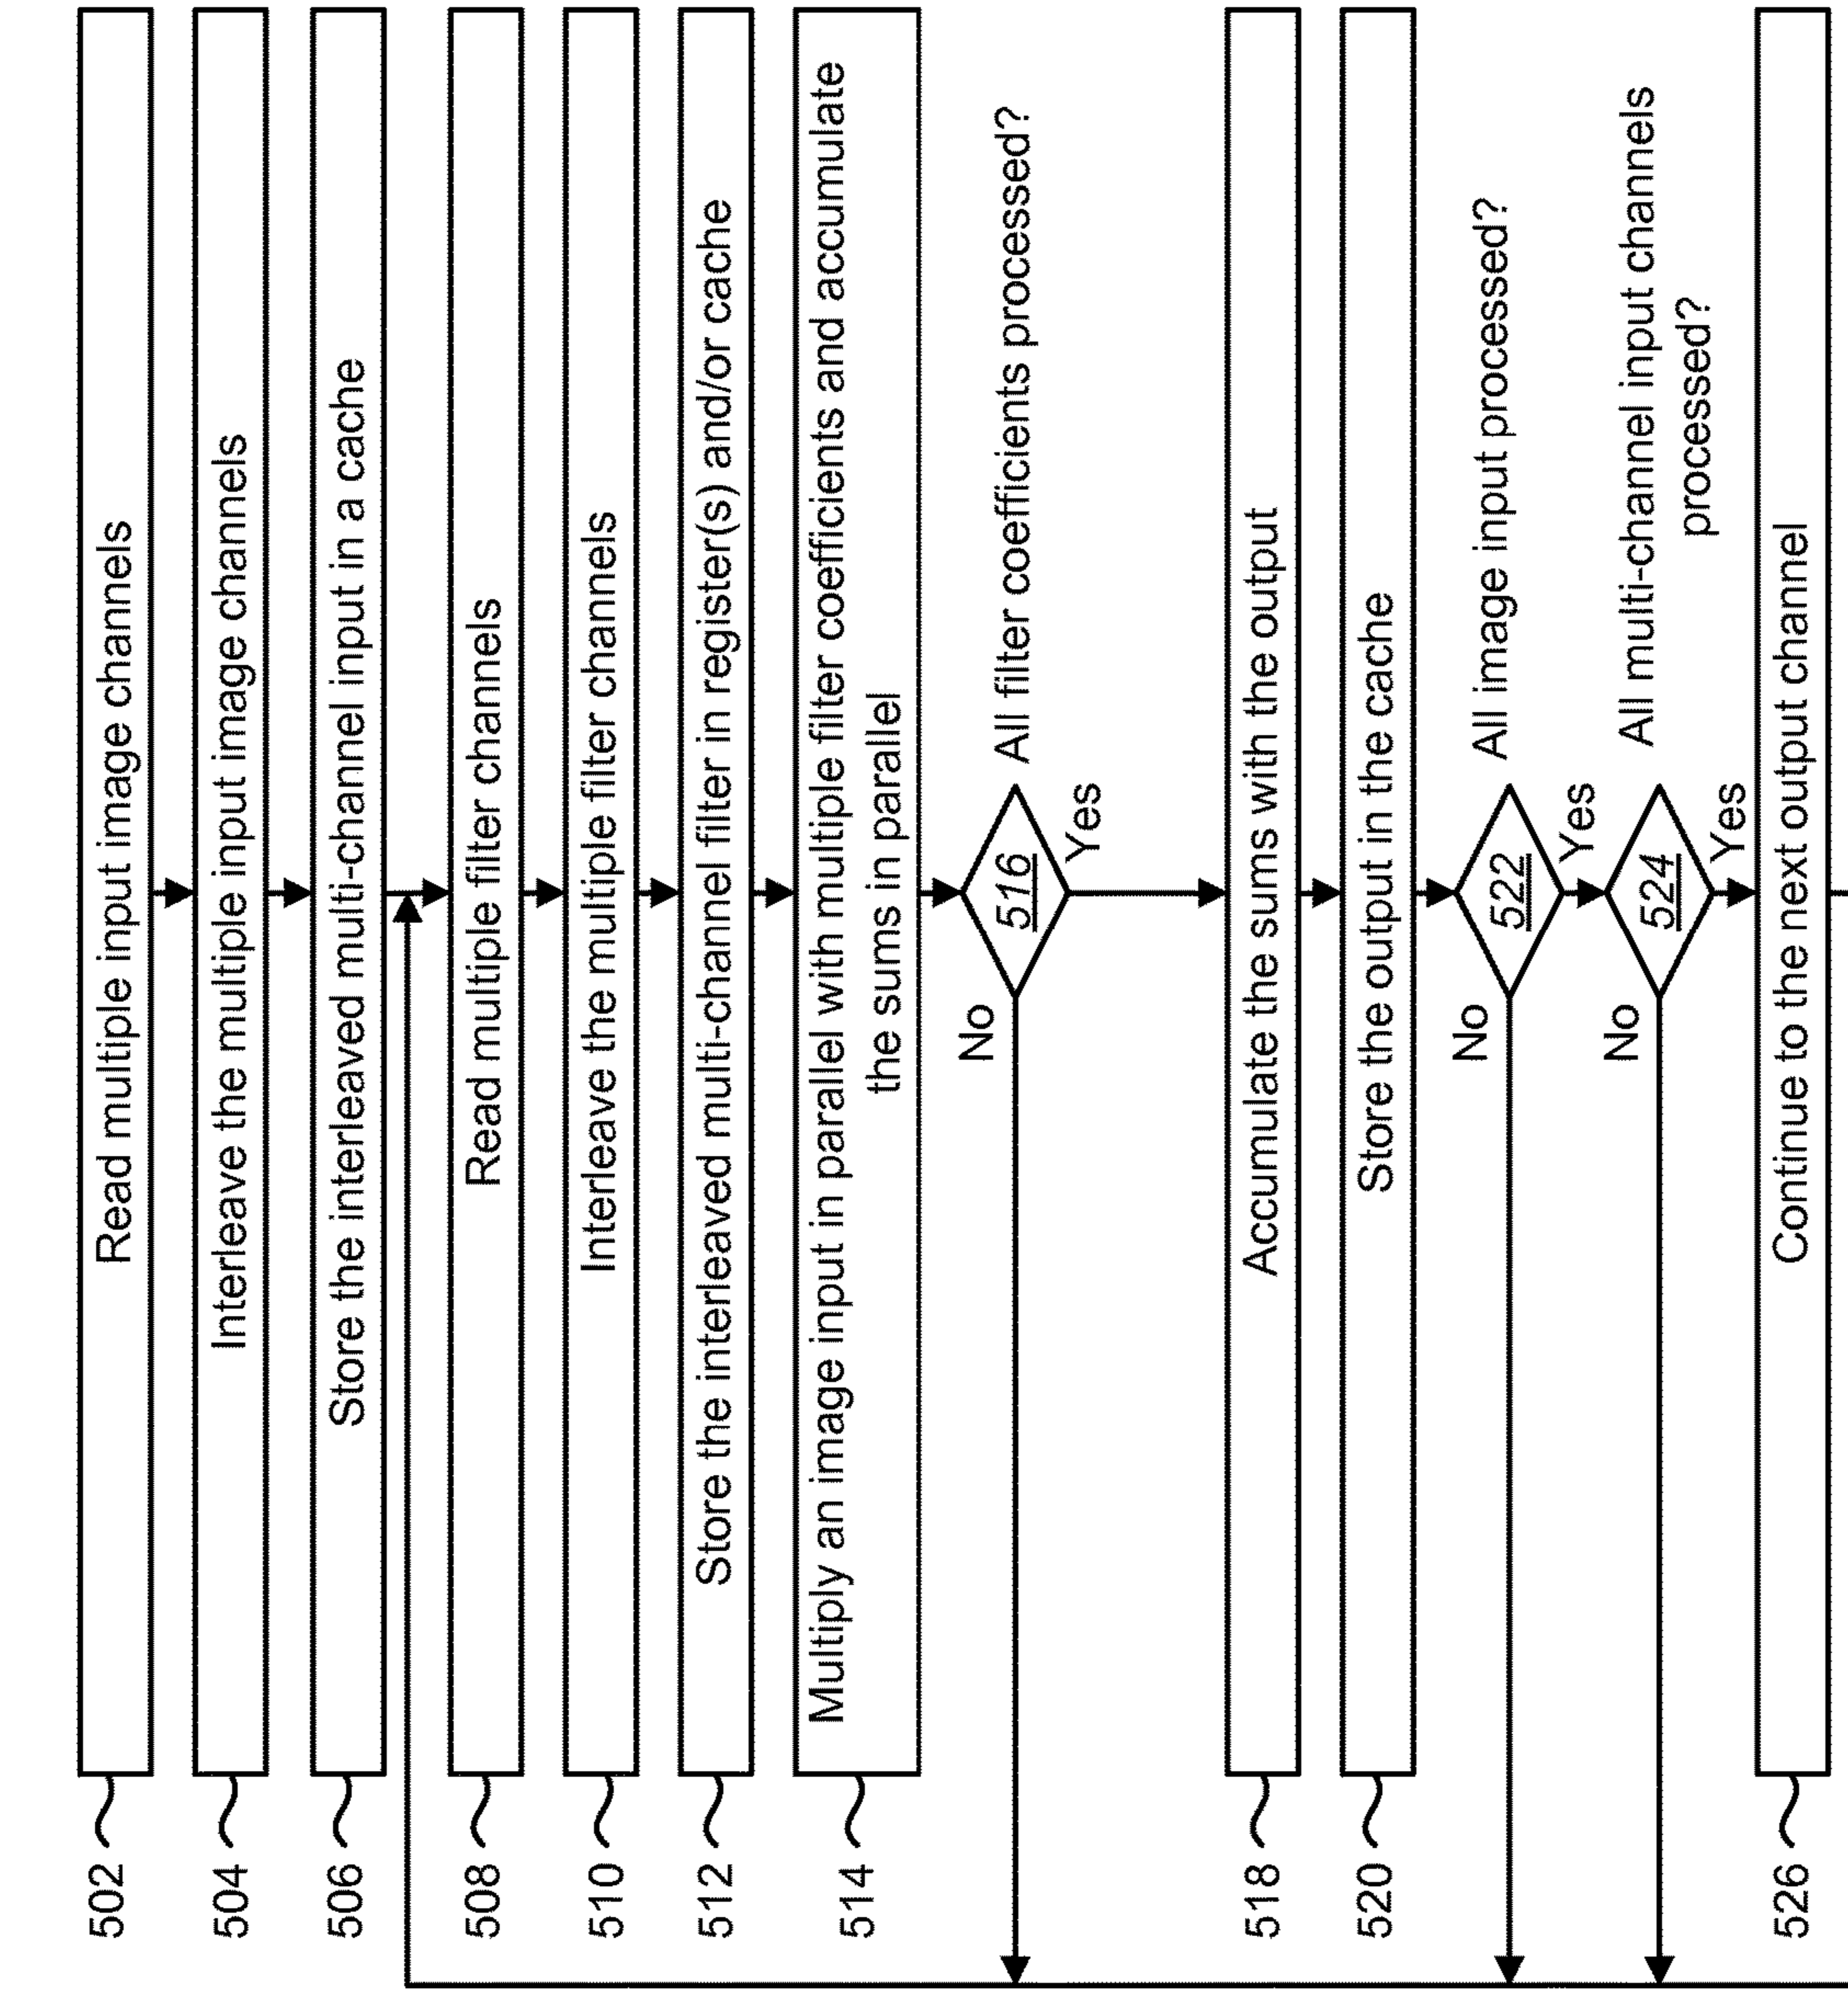 502
Read multiple input image channels
504
Interleave the multiple input image channels
506
Store the interleaved multi-channel input in a cache
508
Read multiple filter channels
510
Interleave the multiple filter channels
512
Store the interleaved multi-channel filter in register(s) and/or cache
514
Multiply an image input in parallel with multiple filter coefficients and accumulate
the sums in parallel
No
516
All filter coefficients processed?
Yes
518
Accumulate the sums with the output
520
Store the output in the cache
No
522
All image input processed?
Yes
No
524
All multi-channel input channels
processed?
Yes
526
Continue to the next output channel